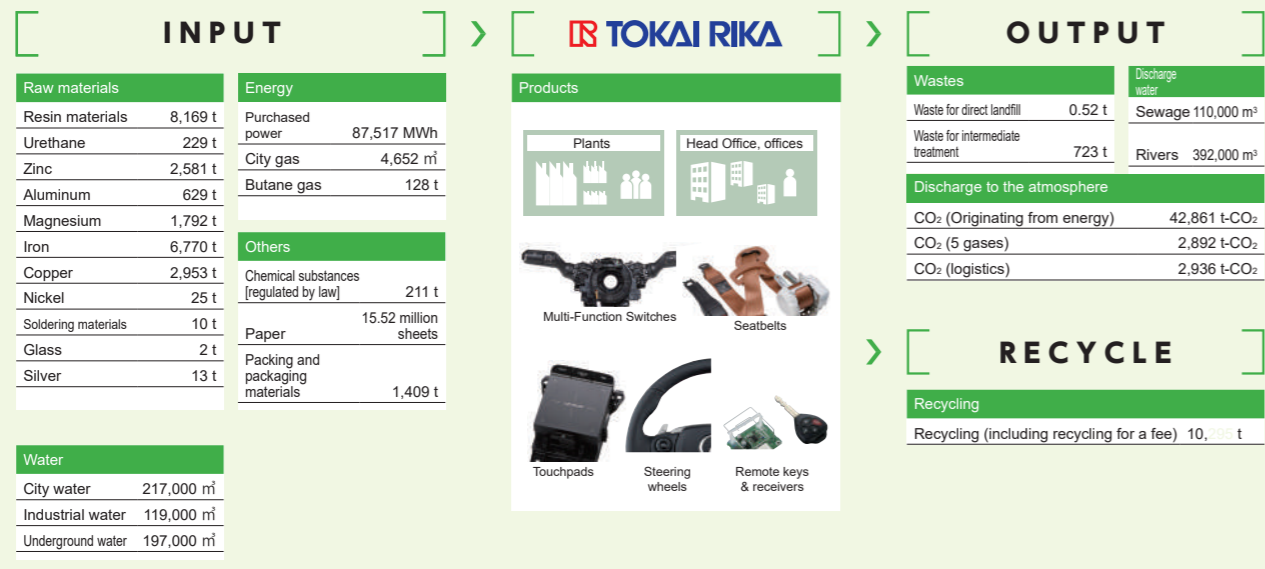 INPUT
Raw materials
Resin materials 8,169 t
Urethane 229 t
Zinc 2,581 t
Aluminum 629 t
Magnesium 1,792 t
Iron 6,770 t
Copper 2,953 t
Nickel 25 t
Soldering materials 10 t
Glass 2 t
Silver 13 t
Water
City water 217,000 ㎥
Industrial water 119,000 ㎥
Underground water 197,000 ㎥
Energy
Purchased
power 87,517 MWh
City gas 4,652 ㎥
Butane gas 128 t
Others
Chemical substances
[regulated by law] 211 t
15.52 million
Paper sheets
Packing and
packaging
materials 1,409 t
TOKAI RIKA
Products
Plants
Head Office, offices
Multi-Function Switches
Seatbelts
Touchpads
Steering
wheels
Remote keys
& receivers
OUTPUT
Wastes
Waste for direct landfill 0.52 t
Waste for intermediate
treatment 723 t
Discharge
water
Sewage 110,000 m³
Rivers 392,000 m³
Discharge to the atmosphere
CO₂ (Originating from energy) 42,861 t-CO₂
CO₂ (5 gases) 2,892 t-CO₂
CO₂ (logistics) 2,936 t-CO₂
RECYCLE
Recycling
Recycling (including recycling for a fee) 10,295 t